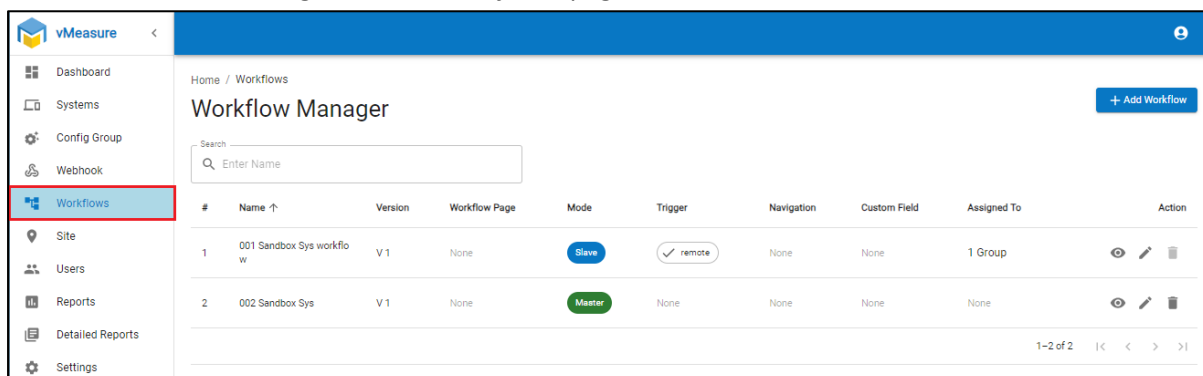 vMeasure
Dashboard
Systems
Config Group
Webhook
Workflows
Site
Users
Reports
Detailed Reports
Settings
Home / Workflows
Workflow Manager
+ Add Workflow
Search
Enter Name
# Name ↑ Version Workflow Page Mode Trigger Navigation Custom Field Assigned To Action
1 001 Sandbox Sys workflo V 1 None Slave remote None None 1 Group
w
2 002 Sandbox Sys V 1 None Master None None None None
1–2 of 2